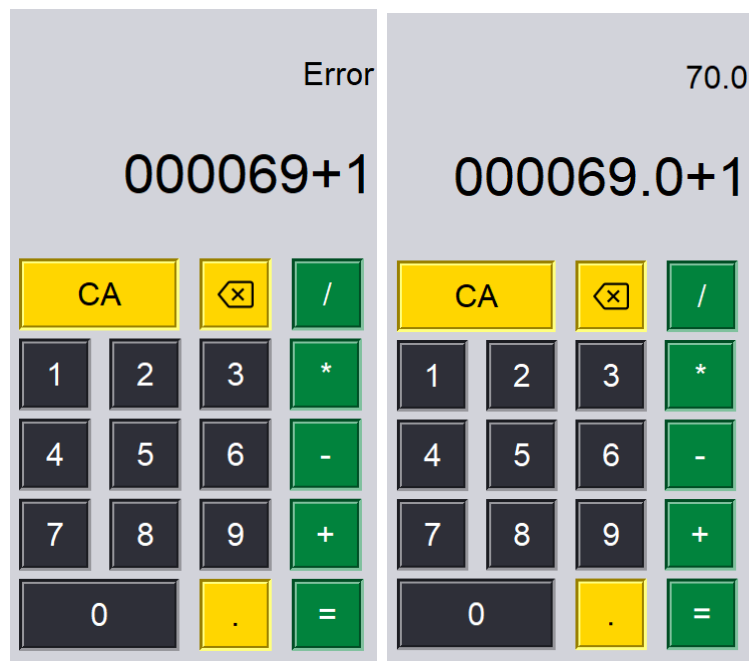 Error
000069+1
CA /
1 2 3 *
4 5 6 -
7 8 9 +
0 . =
70.0
000069.0+1
CA /
1 2 3 *
4 5 6 -
7 8 9 +
0 . =